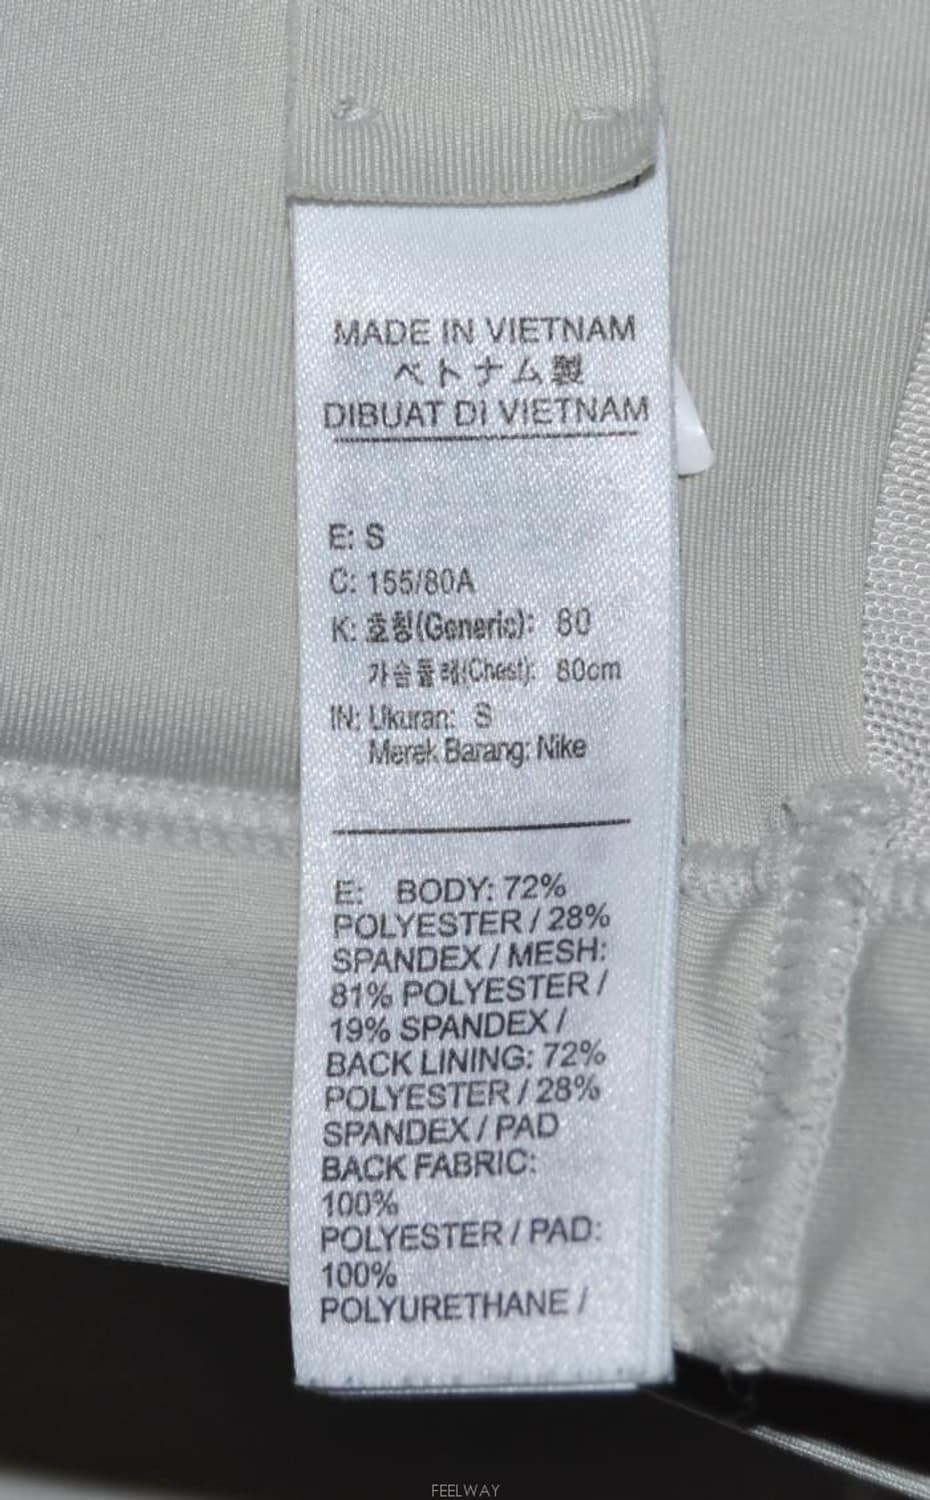 MADE IN VIETNAM
ベトナム製
DIBUAT DI VIETNAM
E: S
C: 155/80A
K: 호칭(Generic): 80
가슴둘레(Chest): 80cm
IN: Ukuran: S
Merek Barang: Nike
E: BODY: 72%
POLYESTER / 28%
SPANDEX / MESH:
81% POLYESTER /
19% SPANDEX /
BACK LINING: 72%
POLYESTER / 28%
SPANDEX / PAD
BACK FABRIC:
100%
POLYESTER / PAD:
100%
POLYURETHANE /
FEELWAY